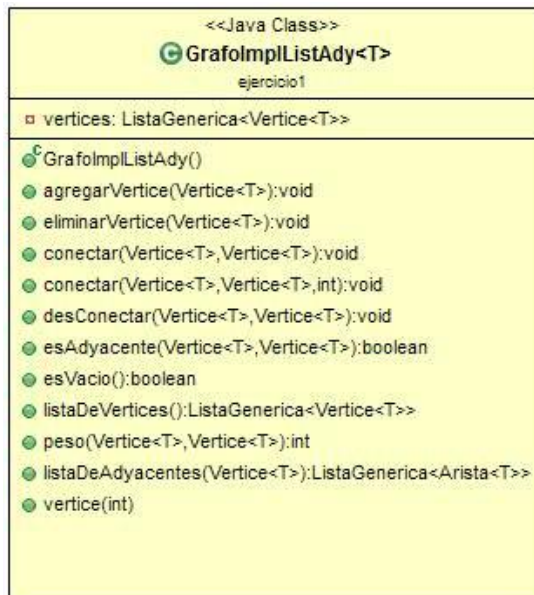 <<Java Class>>
GrafoImplListAdy<T>
ejercicio1
vertices: ListaGenerica<Vertice<T>>
GrafoImplListAdy()
agregarVertice(Vertice<T>):void
eliminarVertice(Vertice<T>):void
conectar(Vertice<T>,Vertice<T>):void
conectar(Vertice<T>,Vertice<T>,int):void
desConectar(Vertice<T>,Vertice<T>):void
esAdyacente(Vertice<T>,Vertice<T>):boolean
esVacio():boolean
listaDeVertices():ListaGenerica<Vertice<T>>
peso(Vertice<T>,Vertice<T>):int
listaDeAdyacentes(Vertice<T>):ListaGenerica<Arista<T>>
vertice(int)